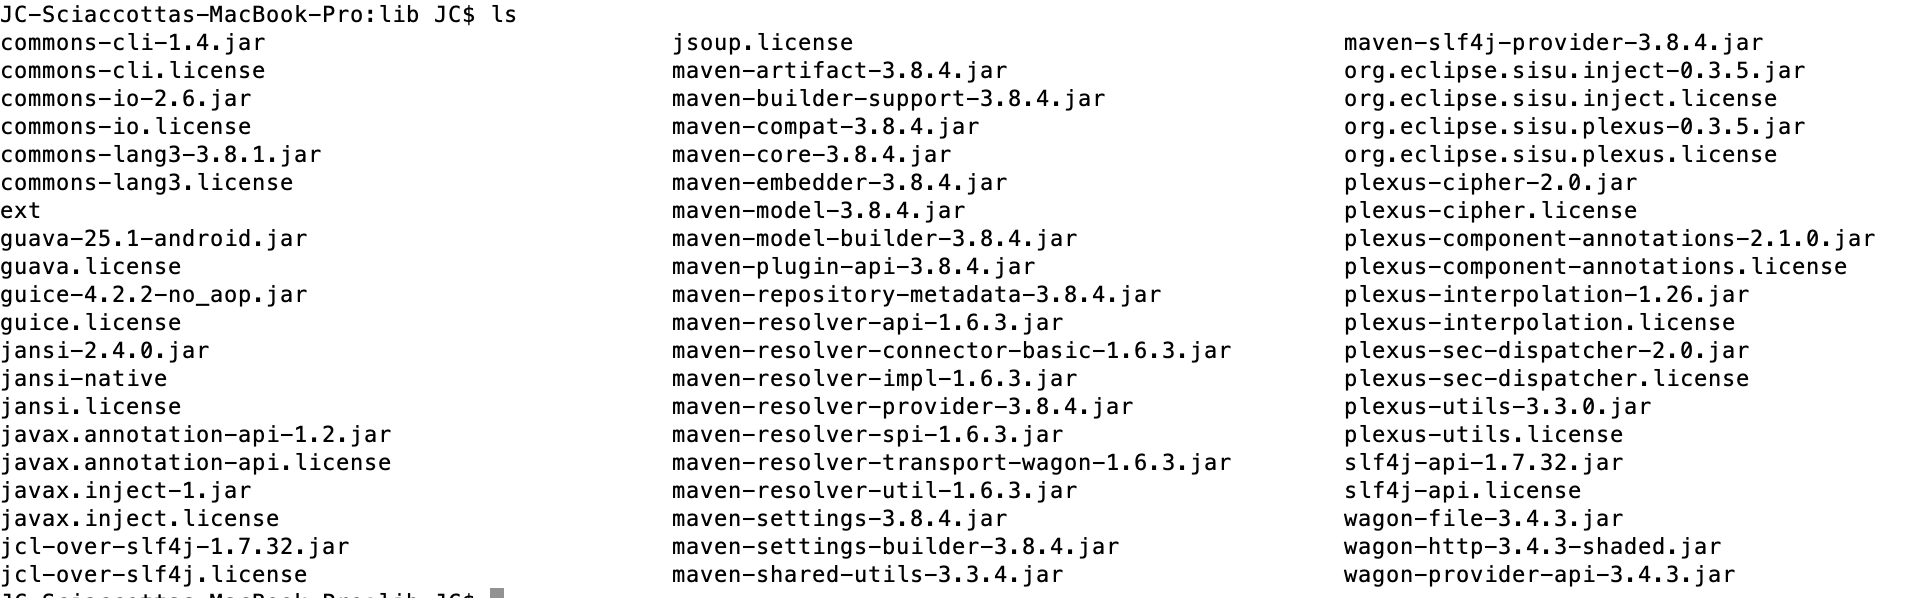 JC-Sciaccottas-MacBook-Pro:lib JC$ ls
commons-cli-1.4.jar jsoup.license maven-slf4j-provider-3.8.4.jar
commons-cli.license maven-artifact-3.8.4.jar org.eclipse.sisu.inject-0.3.5.jar
commons-io-2.6.jar maven-builder-support-3.8.4.jar org.eclipse.sisu.inject.license
commons-io.license maven-compat-3.8.4.jar org.eclipse.sisu.plexus-0.3.5.jar
commons-lang3-3.8.1.jar maven-core-3.8.4.jar org.eclipse.sisu.plexus.license
commons-lang3.license maven-embedder-3.8.4.jar plexus-cipher-2.0.jar
ext maven-model-3.8.4.jar plexus-cipher.license
guava-25.1-android.jar maven-model-builder-3.8.4.jar plexus-component-annotations-2.1.0.jar
guava.license maven-plugin-api-3.8.4.jar plexus-component-annotations.license
guice-4.2.2-no_aop.jar maven-repository-metadata-3.8.4.jar plexus-interpolation-1.26.jar
guice.license maven-resolver-api-1.6.3.jar plexus-interpolation.license
jansi-2.4.0.jar maven-resolver-connector-basic-1.6.3.jar plexus-sec-dispatcher-2.0.jar
jansi-native maven-resolver-impl-1.6.3.jar plexus-sec-dispatcher.license
jansi.license maven-resolver-provider-3.8.4.jar plexus-utils-3.3.0.jar
javax.annotation-api-1.2.jar maven-resolver-spi-1.6.3.jar plexus-utils.license
javax.annotation-api.license maven-resolver-transport-wagon-1.6.3.jar slf4j-api-1.7.32.jar
javax.inject-1.jar maven-resolver-util-1.6.3.jar slf4j-api.license
javax.inject.license maven-settings-3.8.4.jar wagon-file-3.4.3.jar
jcl-over-slf4j-1.7.32.jar maven-settings-builder-3.8.4.jar wagon-http-3.4.3-shaded.jar
jcl-over-slf4j.license maven-shared-utils-3.3.4.jar wagon-provider-api-3.4.3.jar
JC-Sciaccottas-MacBook-Pro:lib JC$